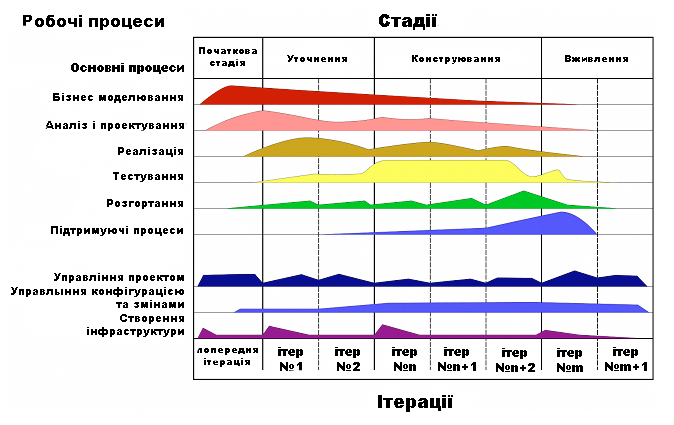 Робочі процеси
Стадії
Початкова
стадія
Уточнення
Конструювання
Вживлення
Основні процеси
Бізнес моделювання
Аналіз і проектування
Реалізація
Тестування
Розгортання
Підтримуючі процеси
Управління проектом
Управлыння конфігурацією
та змінами
Створення
інфраструктури
попередня
ітерація
ітер
№1
ітер
№2
ітер
№n
ітер
№n+1
ітер
№n+2
ітер
№m
ітер
№m+1
Ітерації